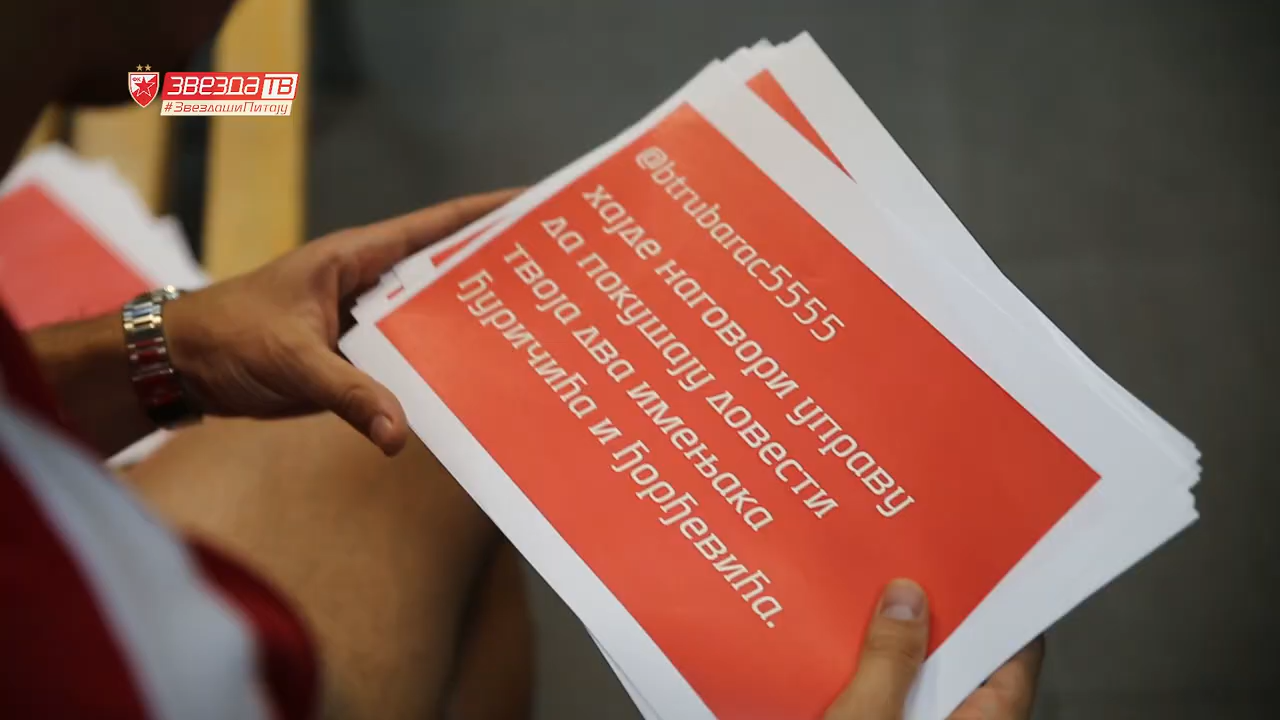 ЗВЕЗДА ТВ
#ЗвездашиПитају
@btrubarac5555
хајде наговори управу
да покушају довести
твоја два имењака
ђуричића и ђорђевића.